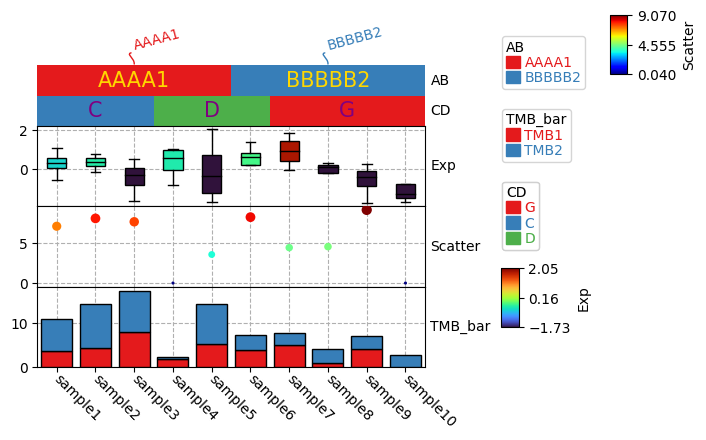 AAAA1
BBBBB2
AAAA1
BBBBB2
AB
C
D
G
CD
2
0
Exp
5
0
Scatter
10
0
TMB_bar
sample1
sample2
sample3
sample4
sample5
sample6
sample7
sample8
sample9
sample10
AB
AAAA1
BBBBB2
TMB_bar
TMB1
TMB2
CD
G
C
D
2.05
0.16
−1.73
Exp
9.070
4.555
0.040
Scatter